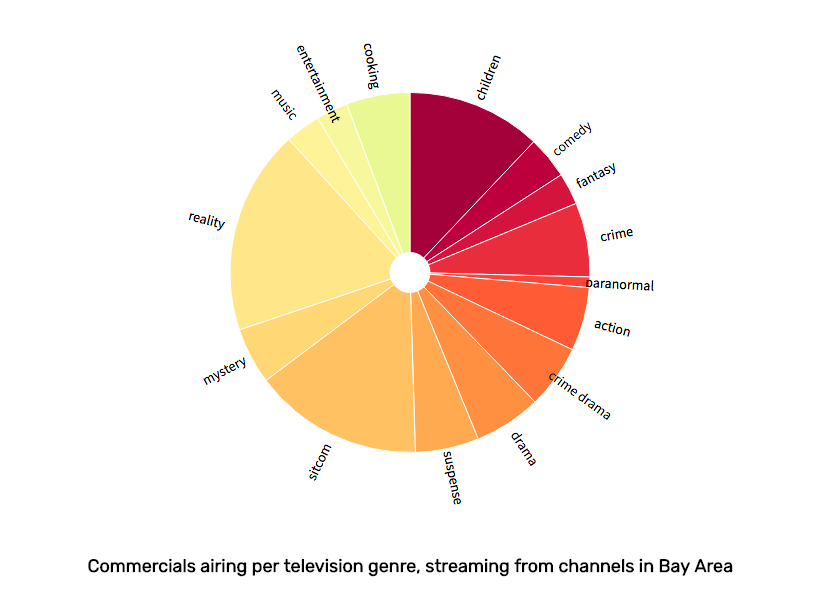 children
comedy
fantasy
crime
paranormal
action
crime drama
drama
suspense
sitcom
mystery
reality
music
entertainment
cooking
Commercials airing per television genre, streaming from channels in Bay Area